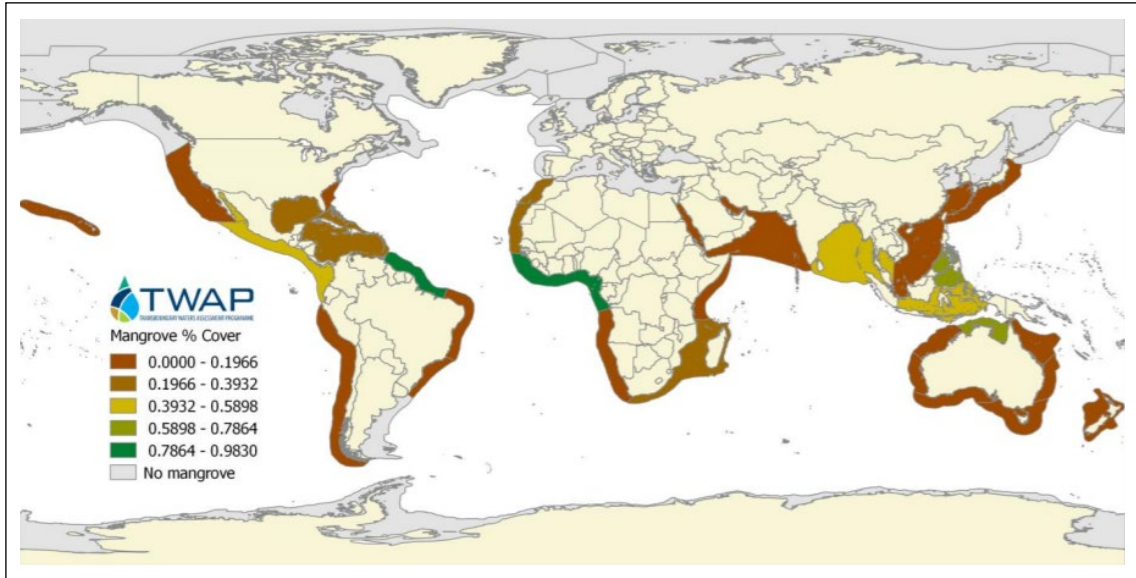 TWAP
TRANSBOUNDARY WATERS ASSESSMENT PROGRAMME
Mangrove % Cover
0.0000 - 0.1966
0.1966 - 0.3932
0.3932 - 0.5898
0.5898 - 0.7864
0.7864 - 0.9830
No mangrove